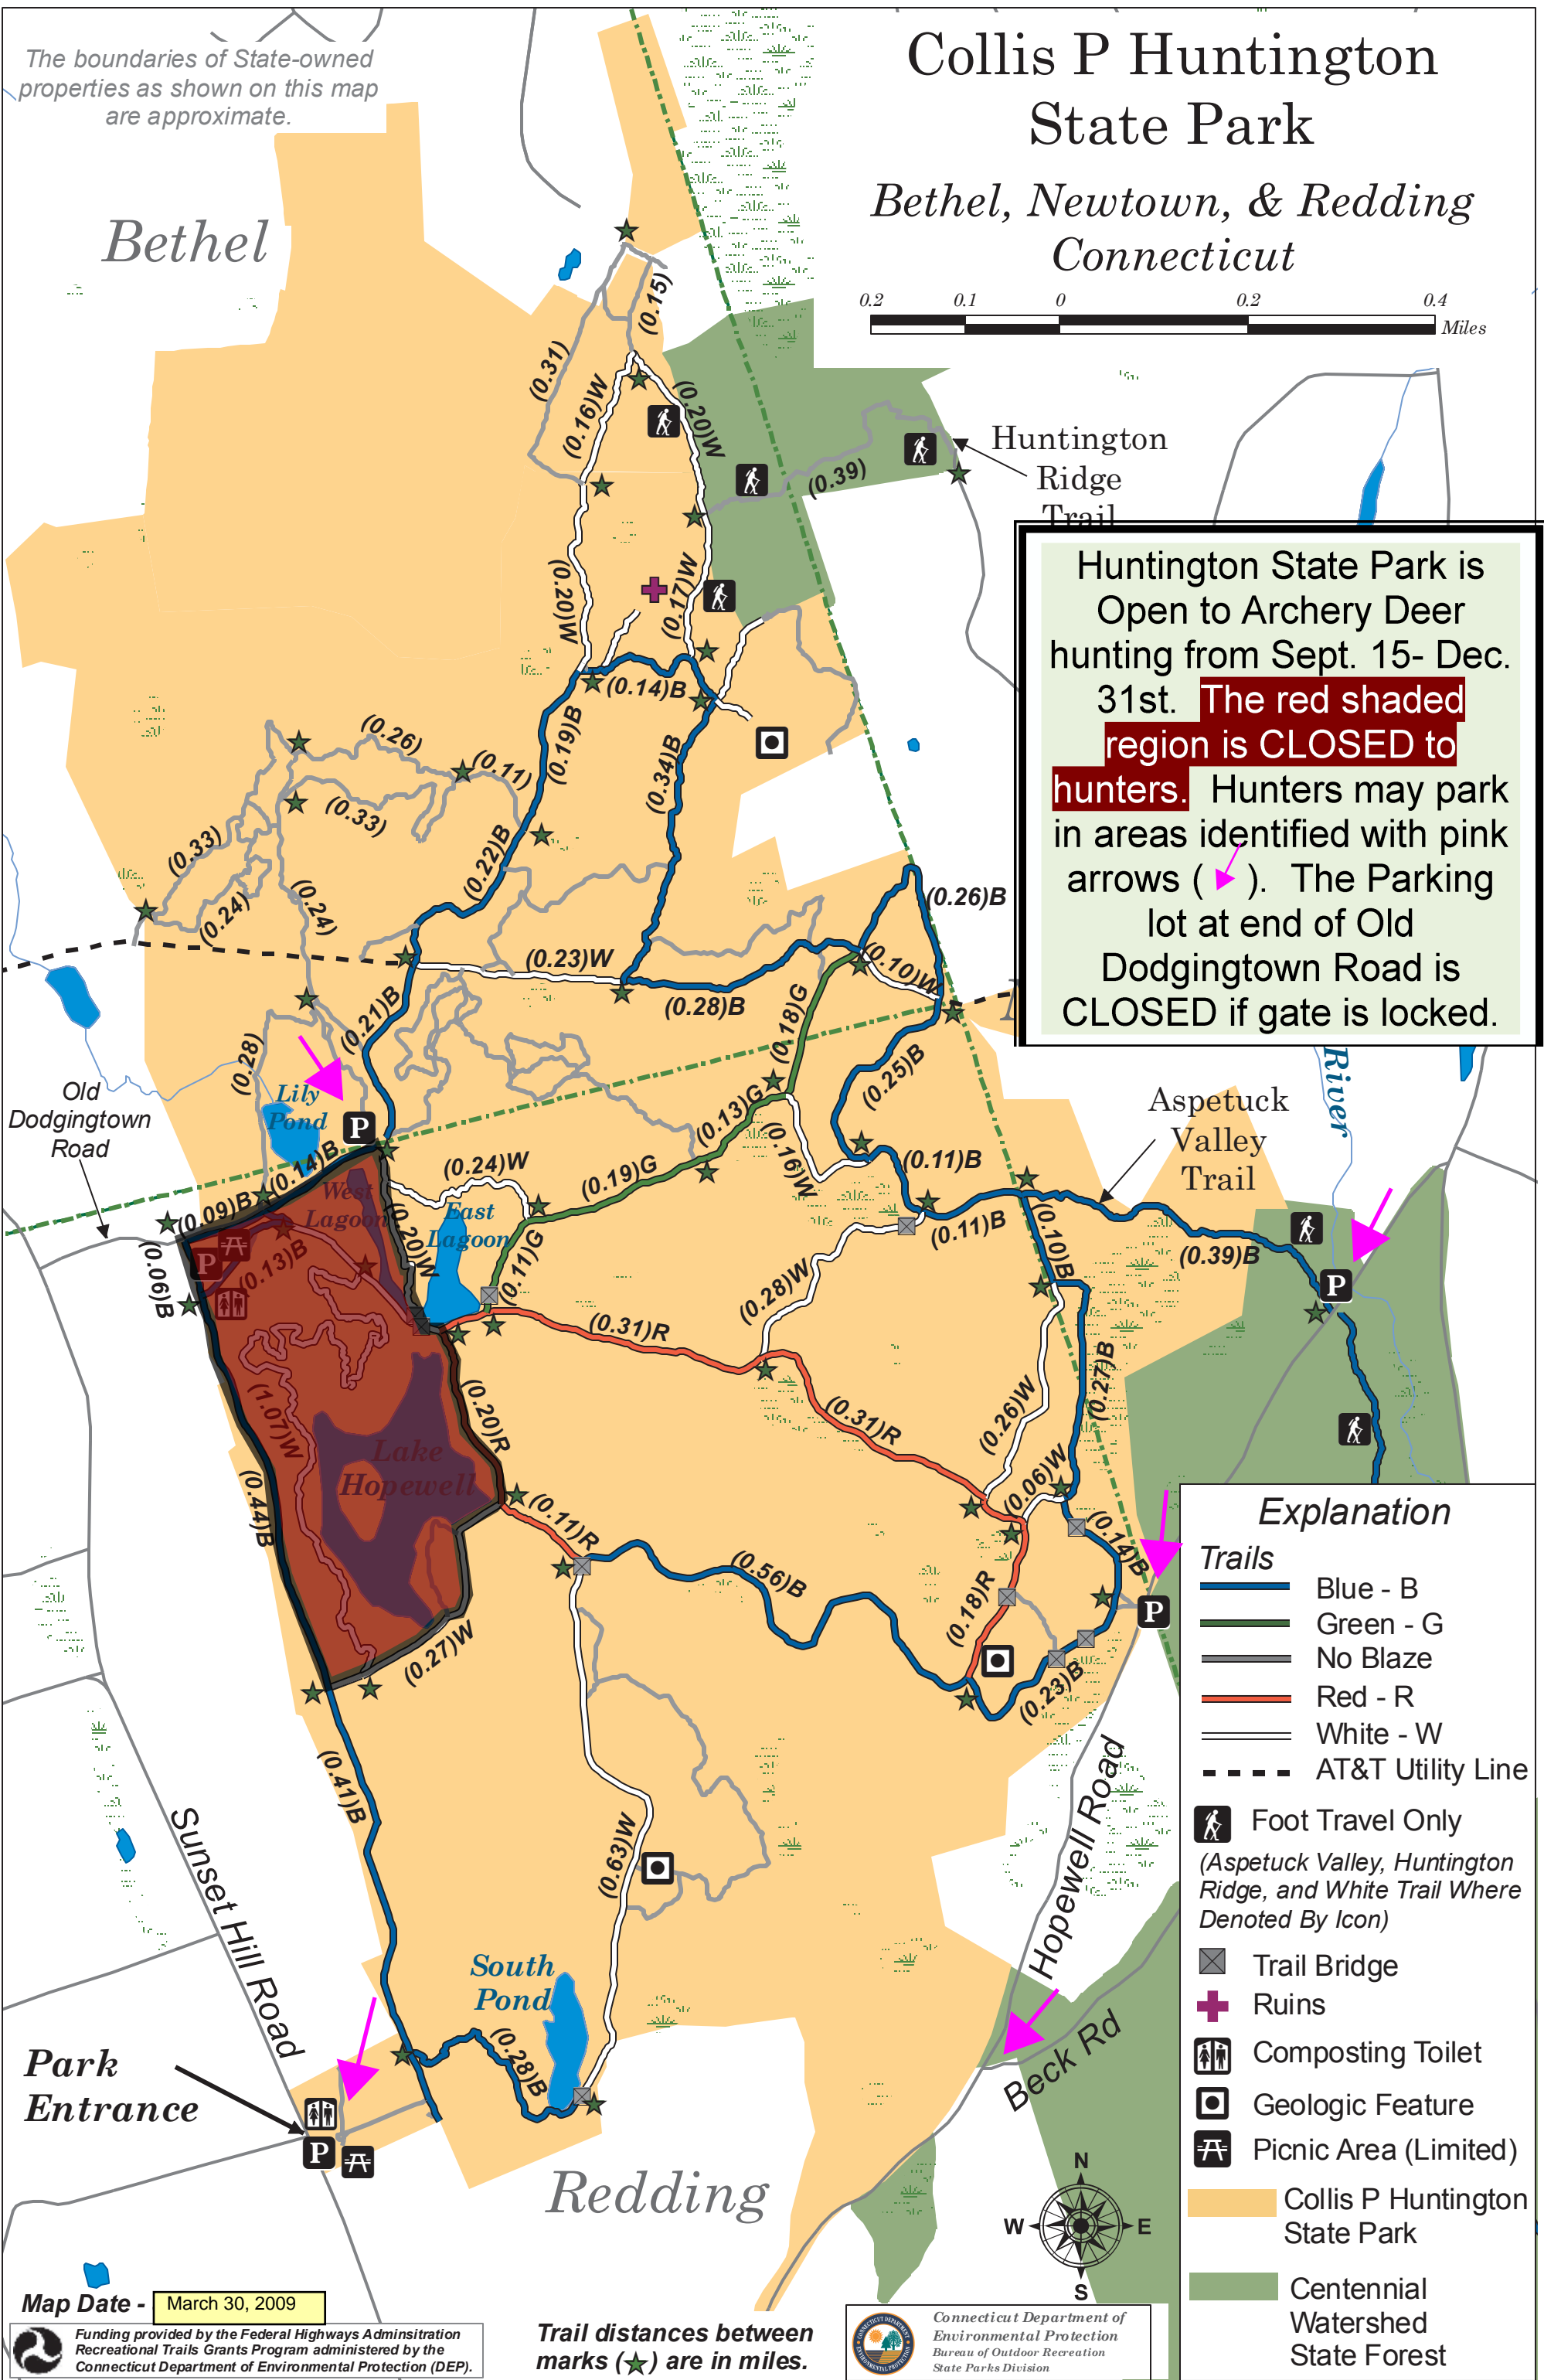 The boundaries of State-owned
properties as shown on this map
are approximate.
Collis P Huntington
State Park
Bethel, Newtown, & Redding
Connecticut
0.2 0.1 0 0.2 0.4
Miles
Bethel
(0.15)
(0.31)
(0.16)W
(0.20)W
Huntington
Ridge
Trail
(0.39)
Huntington State Park is
Open to Archery Deer
hunting from Sept. 15- Dec.
31st. The red shaded
region is CLOSED to
hunters. Hunters may park
in areas identified with pink
arrows ( ). The Parking
lot at end of Old
Dodgingtown Road is
CLOSED if gate is locked.
(0.20)W
(0.17)W
(0.14)B
(0.19)B
(0.34)B
(0.26)
(0.11)
(0.33)
(0.33)
(0.22)B
(0.24)
(0.24)
(0.26)B
(0.23)W
(0.10)W
(0.28)B
(0.21)B
(0.18)G
(0.28)
(0.25)B
River
Old
Dodgingtown
Road
Lily
Pond
P
(0.13)G
(0.16)W
Aspetuck
Valley
Trail
(0.14)B
(0.24)W
(0.19)G
(0.11)B
West
Lagoon
East
Lagoon
(0.09)B
(0.20)W
(0.11)G
(0.11)B
(0.10)B
(0.39)B
P
(0.13)B
(0.06)B
(0.28)W
P
(0.31)R
(0.27)B
(1.07)W
(0.20)R
(0.31)R
(0.26)W
Lake
Hopewell
(0.44)B
(0.11)R
(0.06)W
(0.14)B
(0.56)B
(0.18)R
P
(0.27)W
(0.23)B
(0.41)B
(0.63)W
Sunset Hill Road
Hopewell Road
South
Pond
(0.28)B
Beck Rd
Park
Entrance
P
Redding
Explanation
Trails
Blue - B
Green - G
No Blaze
Red - R
White - W
AT&T Utility Line
Foot Travel Only
(Aspetuck Valley, Huntington
Ridge, and White Trail Where
Denoted By Icon)
Trail Bridge
Ruins
Composting Toilet
Geologic Feature
Picnic Area (Limited)
Collis P Huntington
State Park
Centennial
Watershed
State Forest
N
W E
S
Map Date - March 30, 2009
Funding provided by the Federal Highways Adminsitration
Recreational Trails Grants Program administered by the
Connecticut Department of Environmental Protection (DEP).
Trail distances between
marks ( ) are in miles.
Connecticut Department of
Environmental Protection
Bureau of Outdoor Recreation
State Parks Division